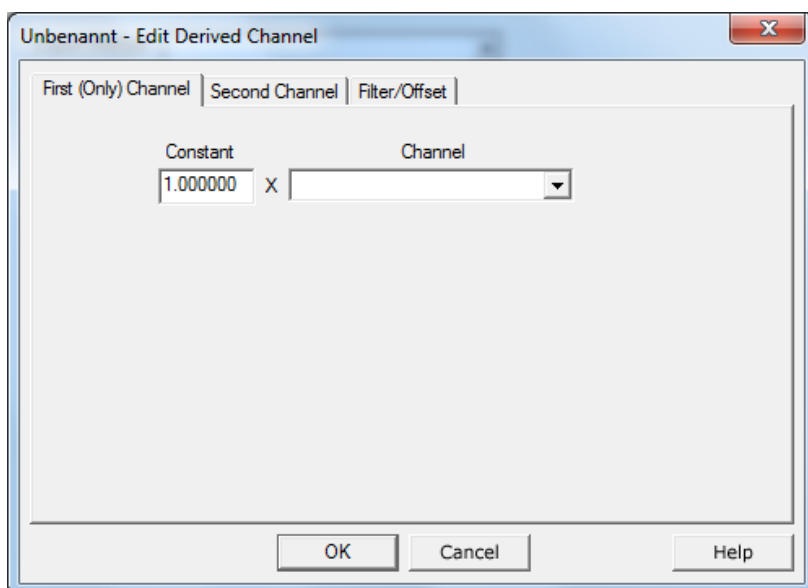 Unbenannt - Edit Derived Channel
First (Only) Channel Second Channel Filter/Offset
Constant Channel
1.000000 X
OK Cancel Help